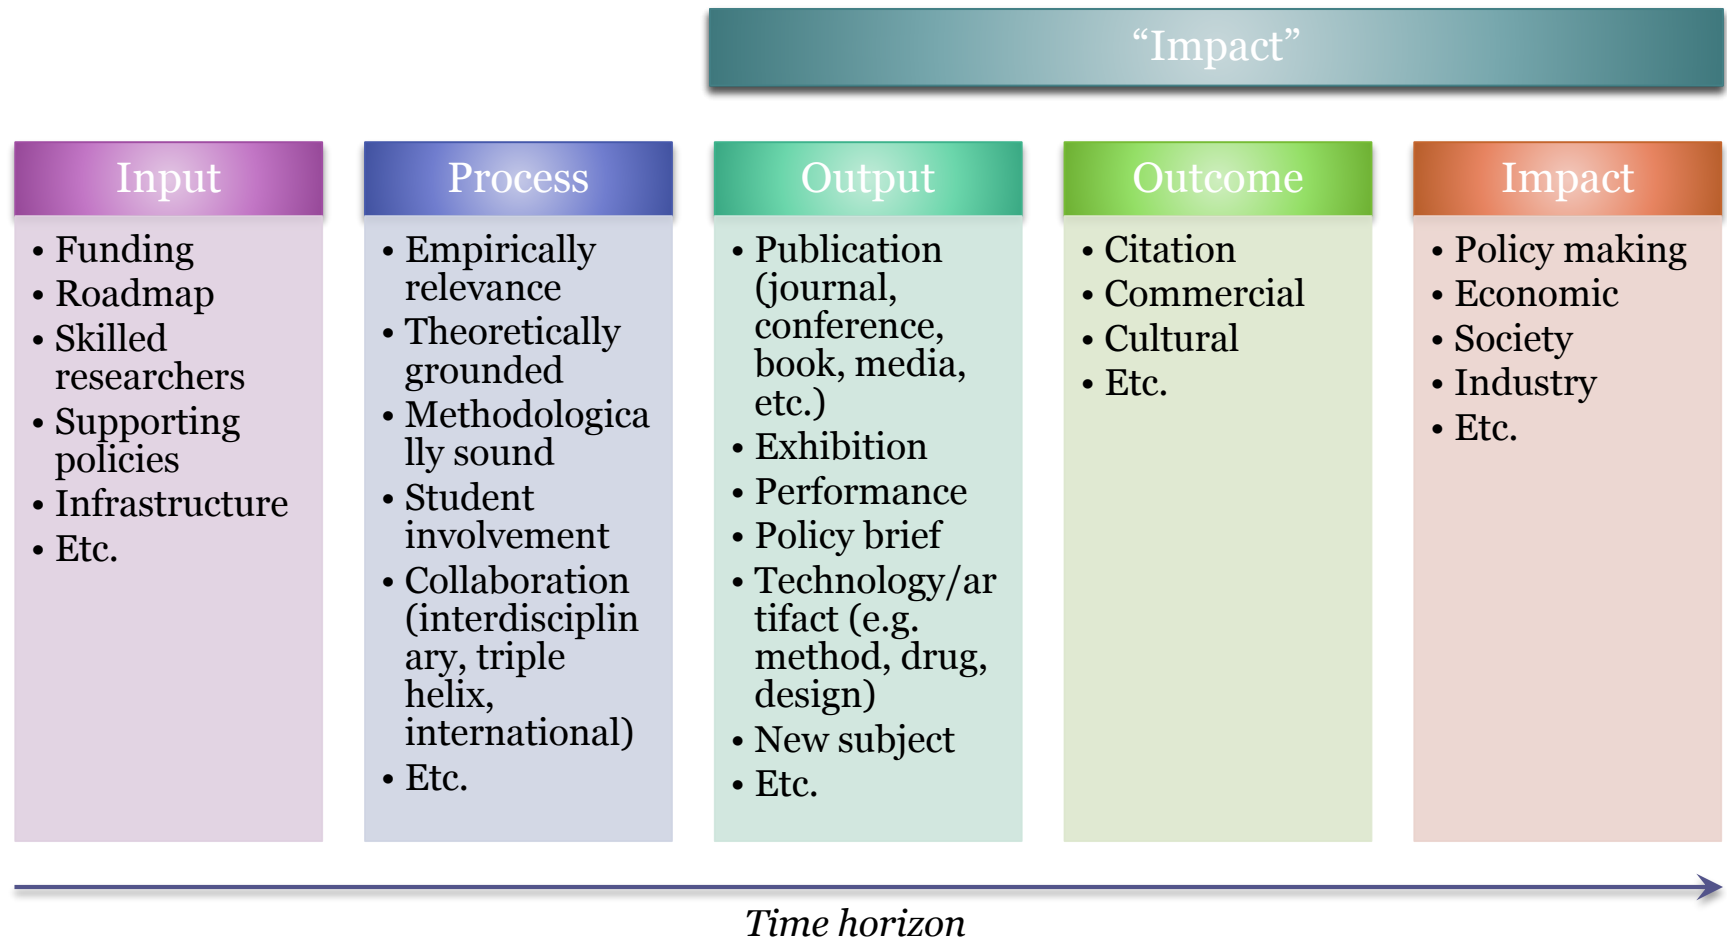 “Impact”
Input
• Funding
• Roadmap
• Skilled
researchers
• Supporting
policies
• Infrastructure
• Etc.
Process
• Empirically
relevance
• Theoretically
grounded
• Methodologica
lly sound
• Student
involvement
• Collaboration
(interdisciplin
ary, triple
helix,
international)
• Etc.
Output
• Publication
(journal,
conference,
book, media,
etc.)
• Exhibition
• Performance
• Policy brief
• Technology/ar
tifact (e.g.
method, drug,
design)
• New subject
• Etc.
Outcome
• Citation
• Commercial
• Cultural
• Etc.
Impact
• Policy making
• Economic
• Society
• Industry
• Etc.
Time horizon